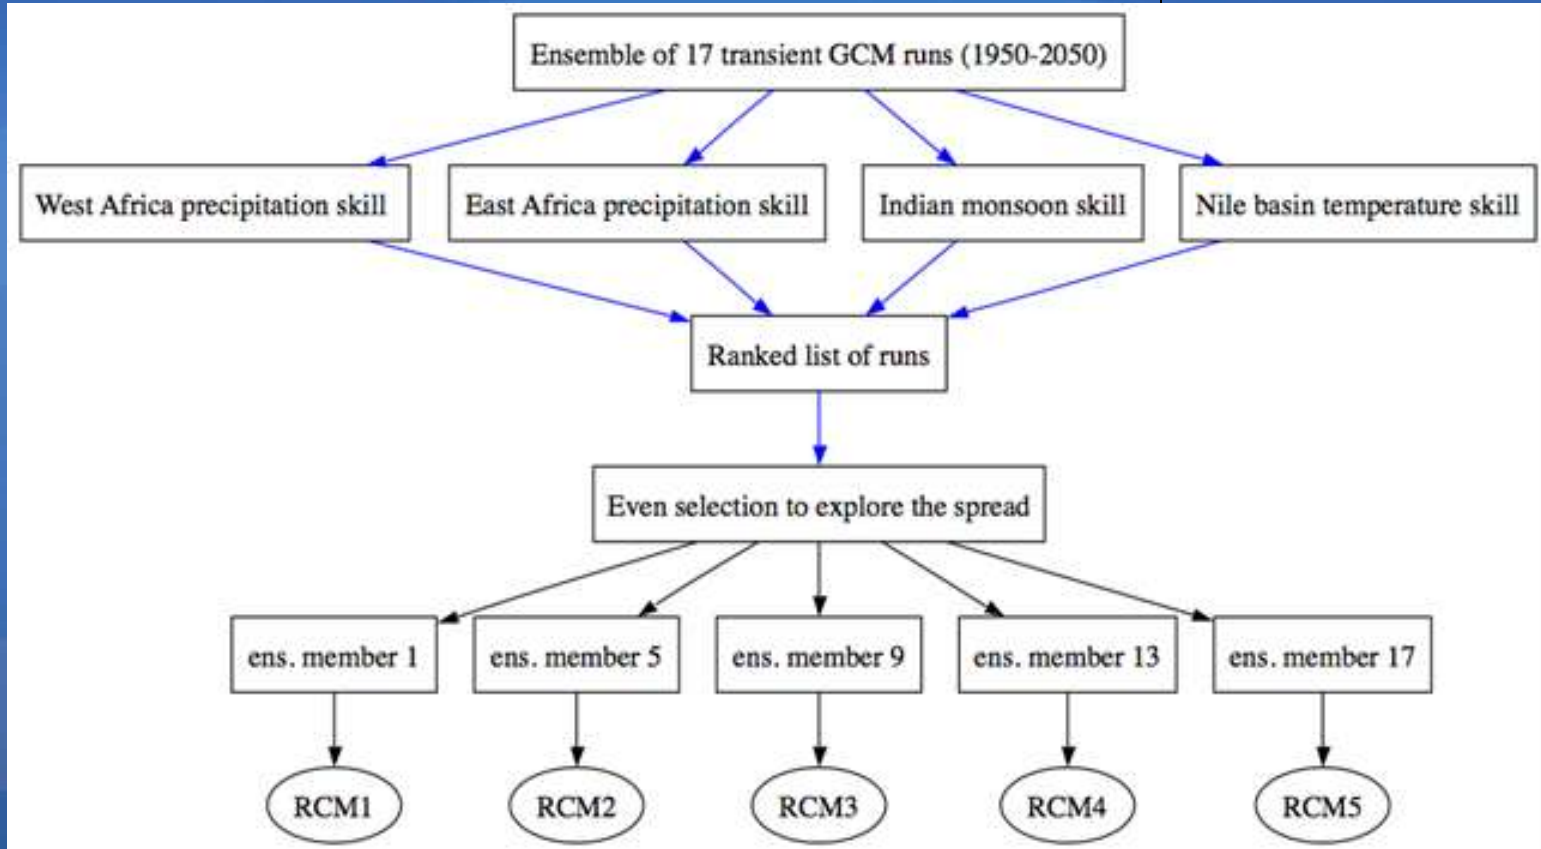 Ensemble of 17 transient GCM runs (1950-2050)
West Africa precipitation skill
East Africa precipitation skill
Indian monsoon skill
Nile basin temperature skill
Ranked list of runs
Even selection to explore the spread
ens. member 1
ens. member 5
ens. member 9
ens. member 13
ens. member 17
RCM1
RCM2
RCM3
RCM4
RCM5